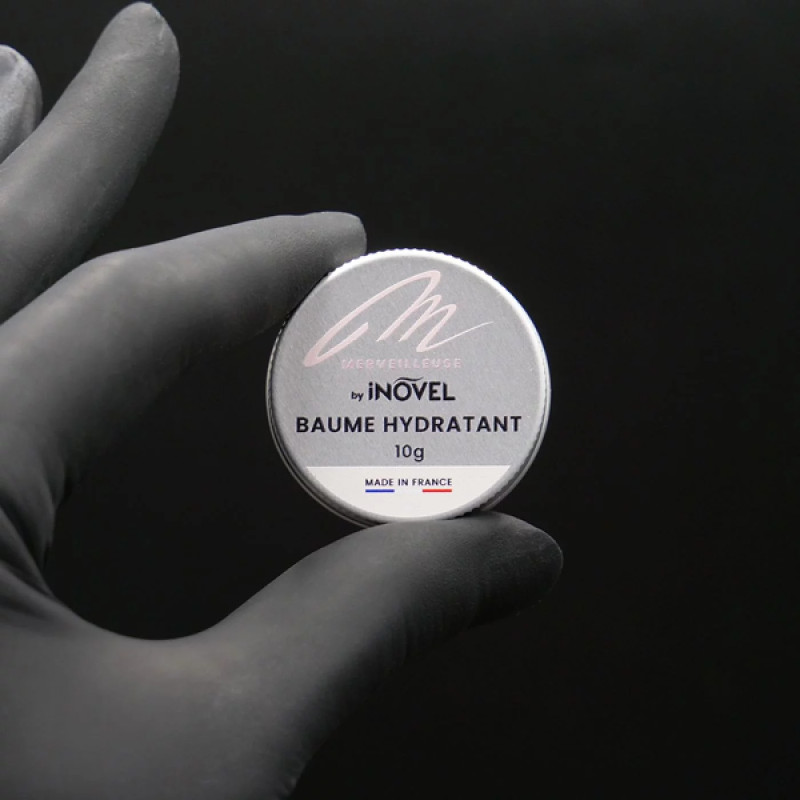 M
MERVEILLEUSE
by iNOVEL
BAUME HYDRATANT
10g
MADE IN FRANCE